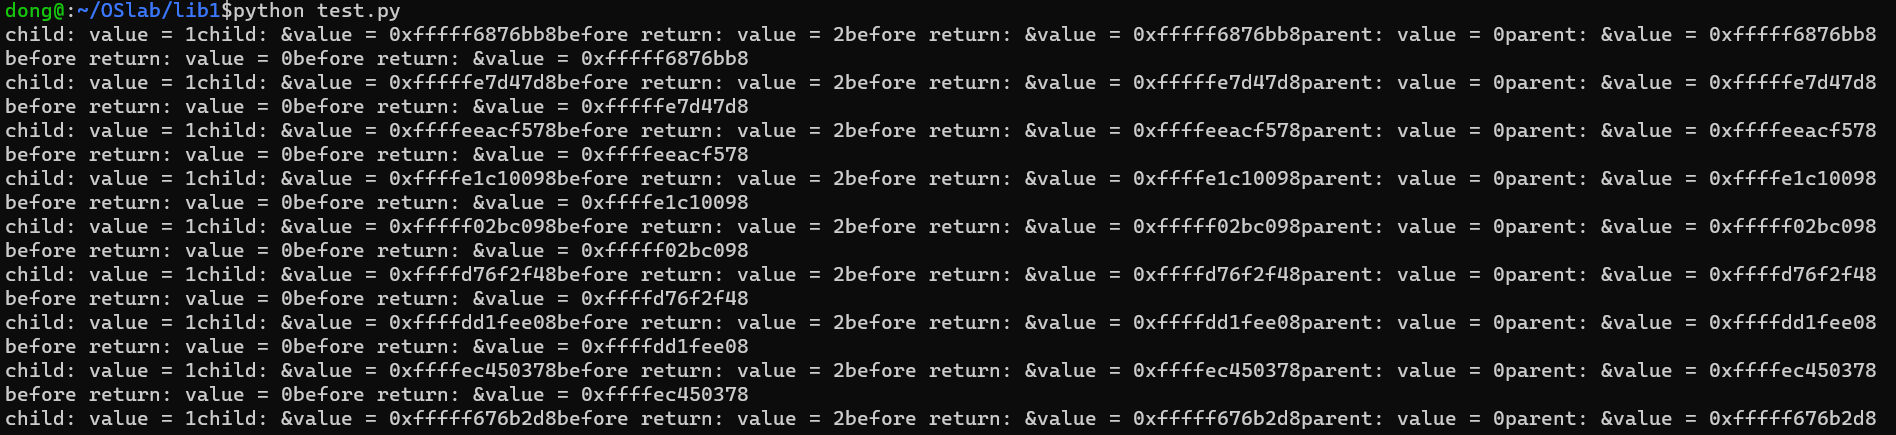 dong@:~/OSlab/lib1$python test.py
child: value = 1child: &value = 0xfffff6876bb8before return: value = 2before return: &value = 0xfffff6876bb8parent: value = 0parent: &value = 0xfffff6876bb8
before return: value = 0before return: &value = 0xfffff6876bb8
child: value = 1child: &value = 0xfffffe7d47d8before return: value = 2before return: &value = 0xfffffe7d47d8parent: value = 0parent: &value = 0xfffffe7d47d8
before return: value = 0before return: &value = 0xfffffe7d47d8
child: value = 1child: &value = 0xffffeeacf578before return: value = 2before return: &value = 0xffffeeacf578parent: value = 0parent: &value = 0xffffeeacf578
before return: value = 0before return: &value = 0xffffeeacf578
child: value = 1child: &value = 0xffffe1c10098before return: value = 2before return: &value = 0xffffe1c10098parent: value = 0parent: &value = 0xffffe1c10098
before return: value = 0before return: &value = 0xffffe1c10098
child: value = 1child: &value = 0xfffff02bc098before return: value = 2before return: &value = 0xfffff02bc098parent: value = 0parent: &value = 0xfffff02bc098
before return: value = 0before return: &value = 0xfffff02bc098
child: value = 1child: &value = 0xffffd76f2f48before return: value = 2before return: &value = 0xffffd76f2f48parent: value = 0parent: &value = 0xffffd76f2f48
before return: value = 0before return: &value = 0xffffd76f2f48
child: value = 1child: &value = 0xffffdd1fee08before return: value = 2before return: &value = 0xffffdd1fee08parent: value = 0parent: &value = 0xffffdd1fee08
before return: value = 0before return: &value = 0xffffdd1fee08
child: value = 1child: &value = 0xffffec450378before return: value = 2before return: &value = 0xffffec450378parent: value = 0parent: &value = 0xffffec450378
before return: value = 0before return: &value = 0xffffec450378
child: value = 1child: &value = 0xfffff676b2d8before return: value = 2before return: &value = 0xfffff676b2d8parent: value = 0parent: &value = 0xfffff676b2d8